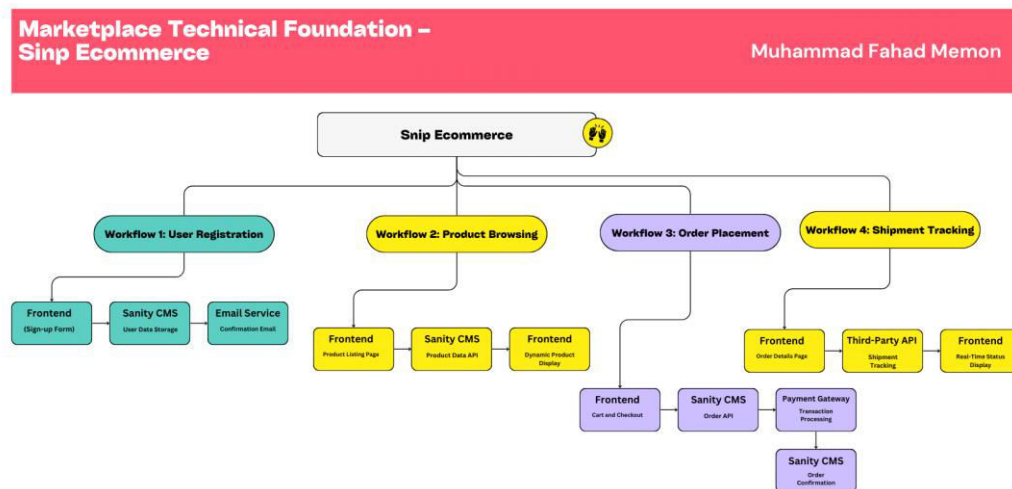 Marketplace Technical Foundation –
Sinp Ecommerce
Muhammad Fahad Memon
Snip Ecommerce
Workflow 1: User Registration
Workflow 2: Product Browsing
Workflow 3: Order Placement
Workflow 4: Shipment Tracking
Frontend
(Sign-up Form)
Sanity CMS
User Data Storage
Email Service
Confirmation Email
Frontend
Product Listing Page
Sanity CMS
Product Data API
Frontend
Dynamic Product
Display
Frontend
Order Details Page
Third-Party API
Shipment
Tracking
Frontend
Real-Time Status
Display
Frontend
Cart and Checkout
Sanity CMS
Order API
Payment Gateway
Transaction
Processing
Sanity CMS
Order
Confirmation